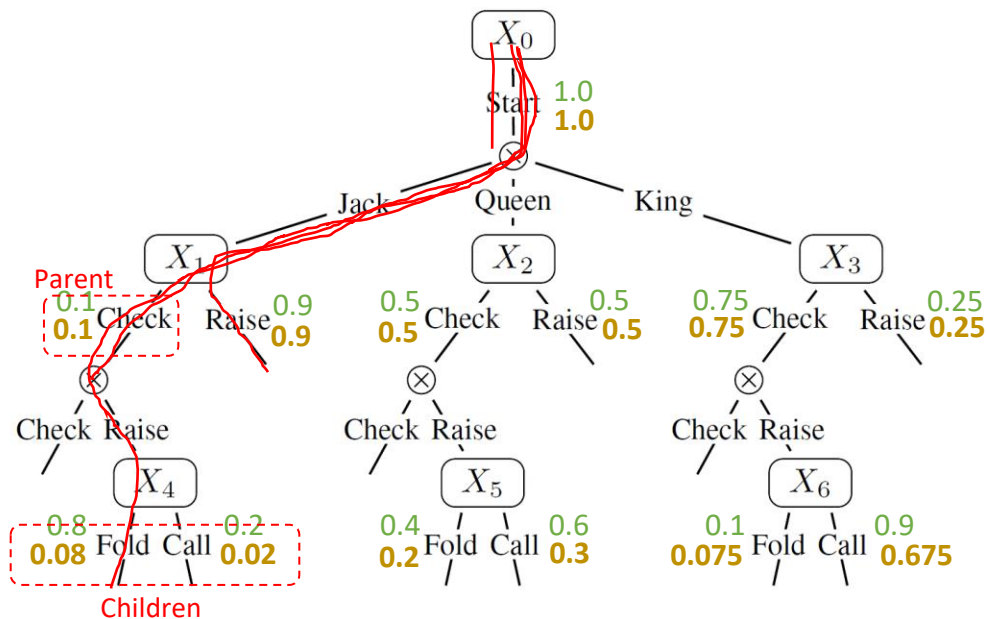 X₀
Start 1.0
1.0
Jack Queen King
X₁ X₂ X₃
Parent
0.1 Check Raise 0.9 0.5 Check Raise 0.5 0.75 Check Raise 0.25
0.1 0.9 0.5 0.5 0.75 0.25
Check Raise Check Raise Check Raise
X₄ X₅ X₆
0.8 0.2 0.4 0.6 0.1 0.9
0.08 Fold Call 0.02 0.2 Fold Call 0.3 0.075 Fold Call 0.675
Children